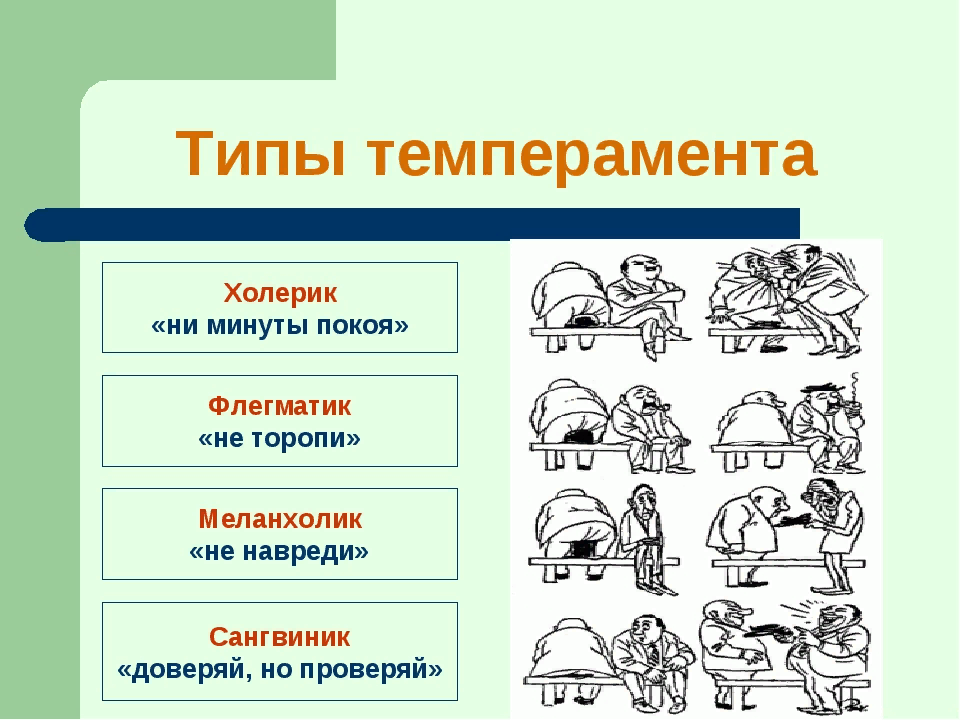 Типы темперамента
Холерик
«ни минуты покоя»
Флегматик
«не торопи»
Меланхолик
«не навреди»
Сангвиник
«доверяй, но проверяй»